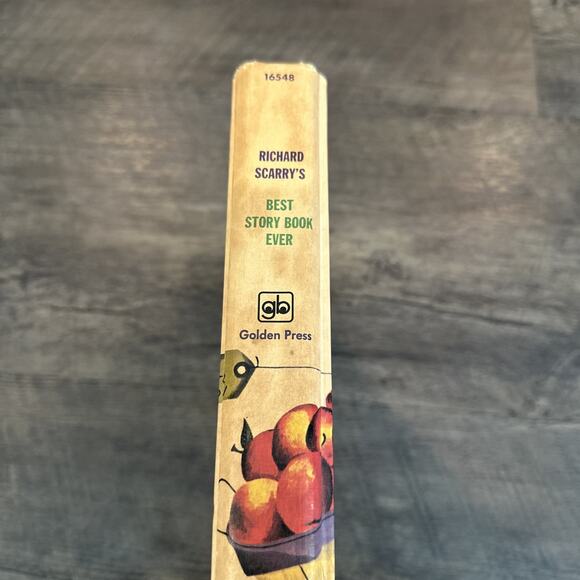 16548
RICHARD
SCARRY'S
BEST
STORY BOOK
EVER
gb
Golden Press